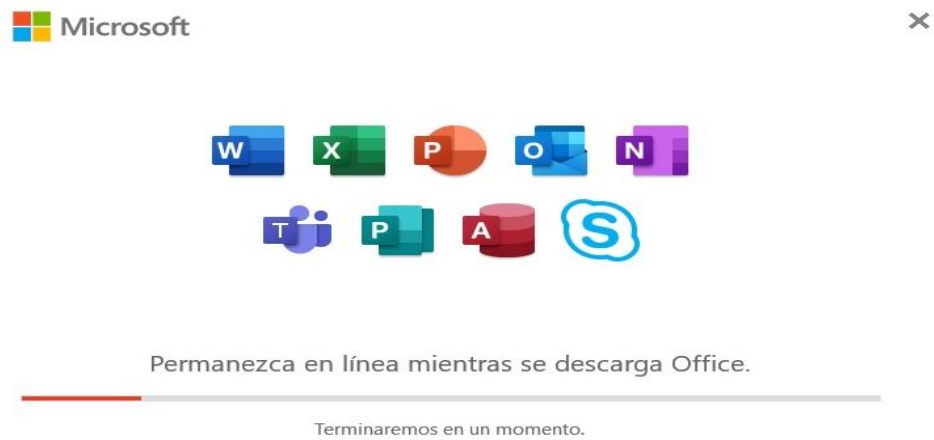 Microsoft
W X P O N
T P A S
Permanezca en línea mientras se descarga Office.
Terminaremos en un momento.